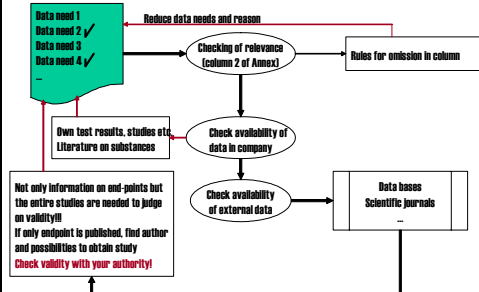 Data need 1
Data need 2 ✓
Data need 3
Data need 4 ✓
...
Reduce data needs and reason
Checking of relevance
(column 2 of Annex)
Rules for omission in column
Own test results, studies etc
Literature on substances
Check availability of
data in company
Not only information on end-points but
the entire studies are needed to judge
on validity!!!
If only endpoint is published, find author
and possibilities to obtain study
Check validity with your authority!
Check availability
of external data
Data bases
Scientific journals
...